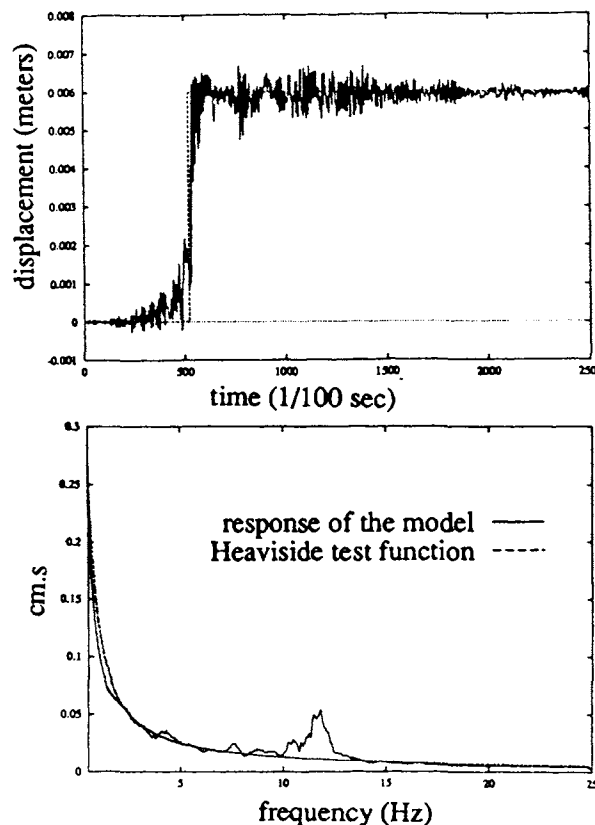 0.008
0.007
0.006
0.005
0.004
0.003
0.002
0.001
0
-0.001
displacement (meters)
0 500 1000 1500 2000 250
time (1/100 sec)
0.3
0.25
0.2
0.15
0.1
0.05
0
cm.s
response of the model
Heaviside test function
5 10 15 20 25
frequency (Hz)